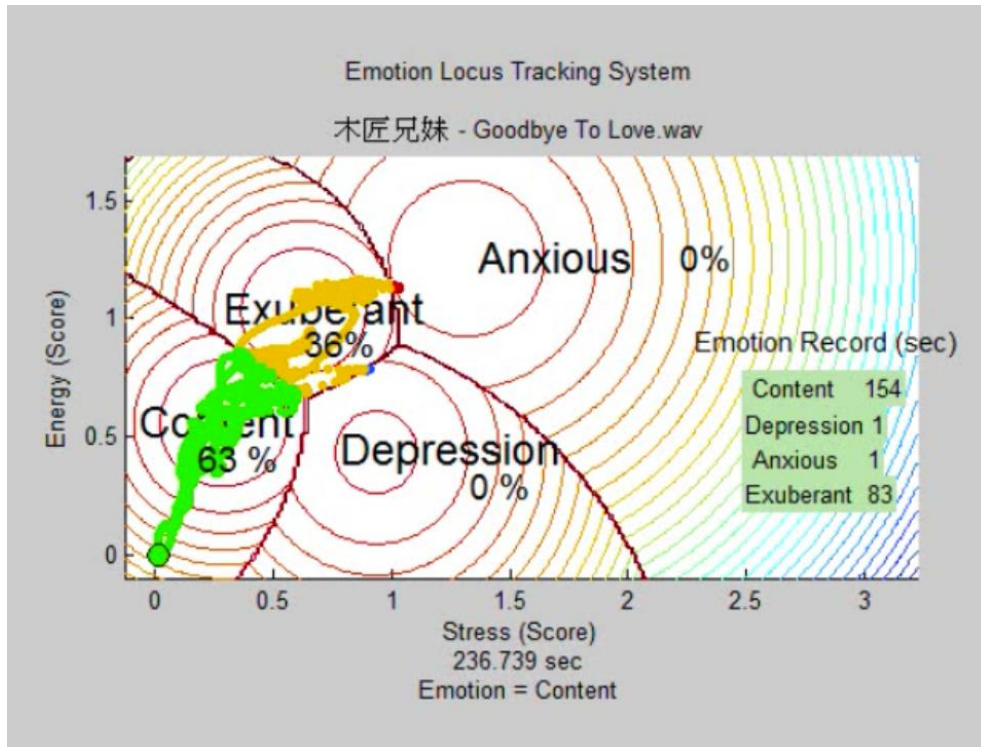 Emotion Locus Tracking System
木匠兄妹 - Goodbye To Love.wav
Energy (Score)
1.5
1
0.5
0
Anxious 0%
Exuberant
36%
Content
63 %
Depression
0 %
Emotion Record (sec)
Content 154
Depression 1
Anxious 1
Exuberant 83
0 0.5 1 1.5 2 2.5 3
Stress (Score)
236.739 sec
Emotion = Content